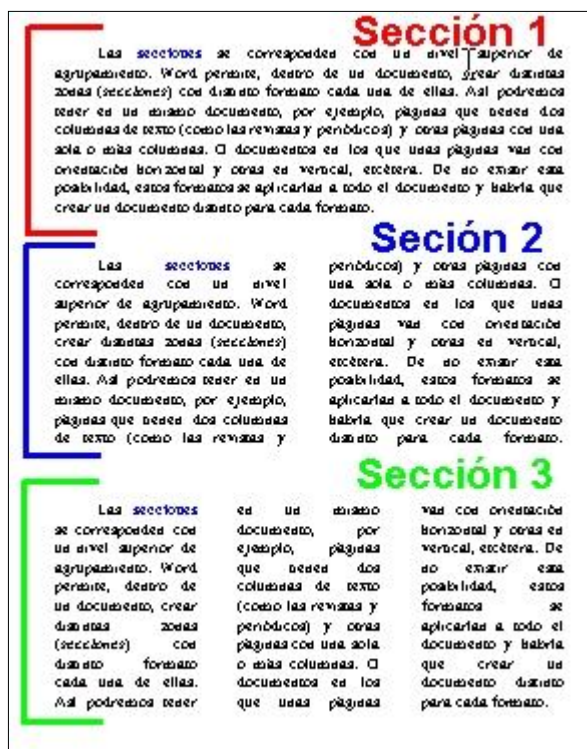 Sección 1
Las secciones se corresponden con un nivel superior de
agrupamiento. Word permite, dentro de un documento, crear distintas
zonas (secciones) con distinto formato cada una de ellas. Así podremos
tener en un mismo documento, por ejemplo, páginas que tienen dos
columnas de texto (como las revistas y periódicos) y otras páginas con una
sola o más columnas. O documentos en los que unas páginas van con
orientación horizontal y otras en vertical, etcétera. De no existir esta
posibilidad, estos formatos se aplicarían a todo el documento y habría que
crear un documento distinto para cada formato.
Seción 2
Las secciones se
corresponden con un nivel
superior de agrupamiento. Word
permite, dentro de un documento,
crear distintas zonas (secciones)
con distinto formato cada una de
ellas. Así podremos tener en un
mismo documento, por ejemplo,
páginas que tienen dos columnas
de texto (como las revistas y
periódicos) y otras páginas con
una sola o más columnas. O
documentos en los que unas
páginas van con orientación
horizontal y otras en vertical,
etcétera. De no existir esta
posibilidad, estos formatos se
aplicarían a todo el documento y
habría que crear un documento
distinto para cada formato.
Sección 3
Las secciones
se corresponden con
un nivel superior de
agrupamiento. Word
permite, dentro de
un documento, crear
distintas zonas
(secciones) con
distinto formato
cada una de ellas.
Así podremos tener
en un mismo
documento, por
ejemplo, páginas
que tienen dos
columnas de texto
(como las revistas y
periódicos) y otras
páginas con una sola
o más columnas. O
documentos en los
que unas páginas
van con orientación
horizontal y otras en
vertical, etcétera. De
no existir esta
posibilidad, estos
formatos se
aplicarían a todo el
documento y habría
que crear un
documento distinto
para cada formato.